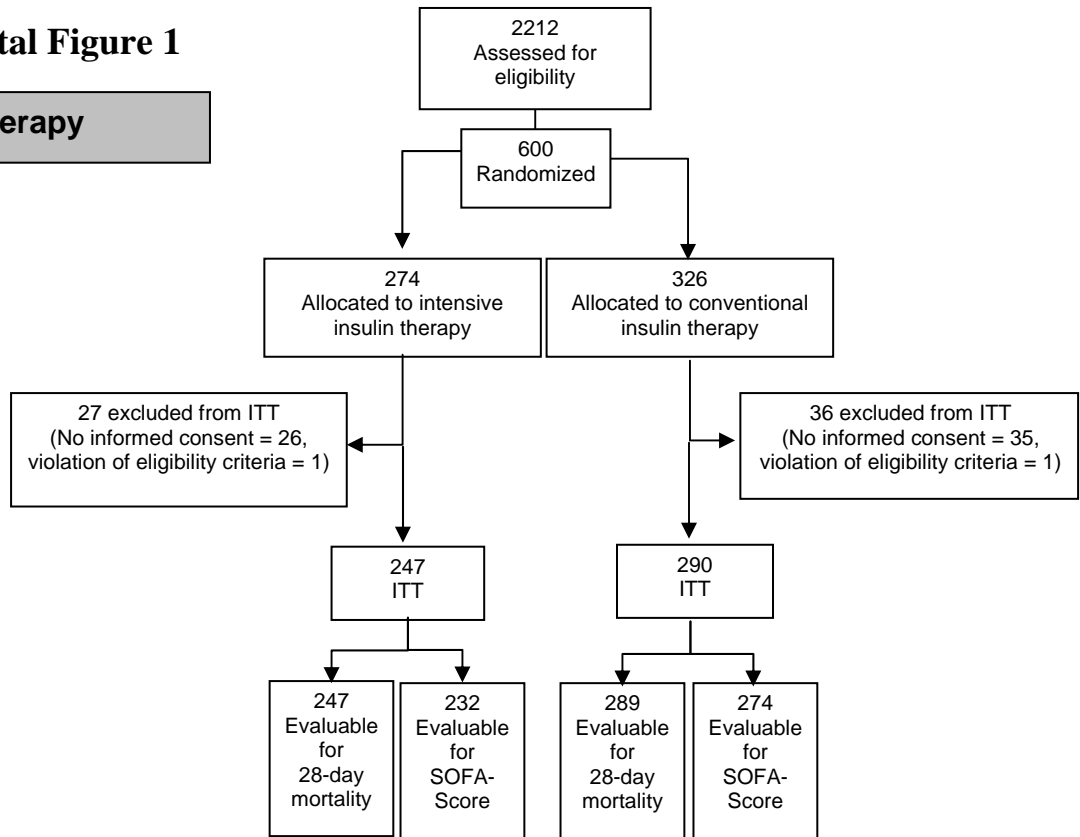 Figure 1
2212
Assessed for
eligibility
600
Randomized
274
Allocated to intensive
insulin therapy
326
Allocated to conventional
insulin therapy
27 excluded from ITT
(No informed consent = 26,
violation of eligibility criteria = 1)
36 excluded from ITT
(No informed consent = 35,
violation of eligibility criteria = 1)
247
ITT
290
ITT
247
Evaluable
for
28-day
mortality
232
Evaluable
for
SOFA-
Score
289
Evaluable
for
28-day
mortality
274
Evaluable
for
SOFA-
Score